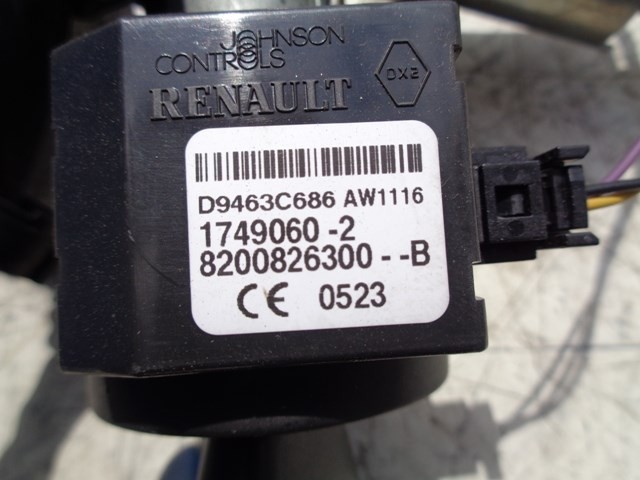 JOHNSON
CONTROLS
RENAULT
DX2
D9463C686 AW1116
1749060 -2
8200826300 - -B
CE 0523